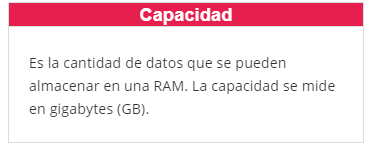 Capacidad
Es la cantidad de datos que se pueden
almacenar en una RAM. La capacidad se mide
en gigabytes (GB).